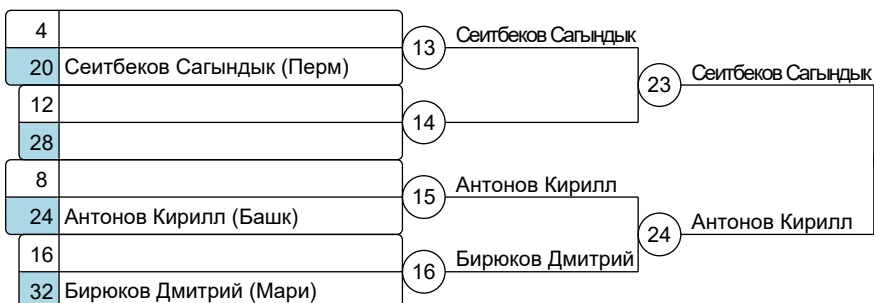 4
13
Сеитбеков Сагындык
20 Сеитбеков Сагындык (Перм)
23
Сеитбеков Сагындык
12
14
28
8
15
Антонов Кирилл
24 Антонов Кирилл (Башк)
24
Антонов Кирилл
16
16
Бирюков Дмитрий
32 Бирюков Дмитрий (Мари)